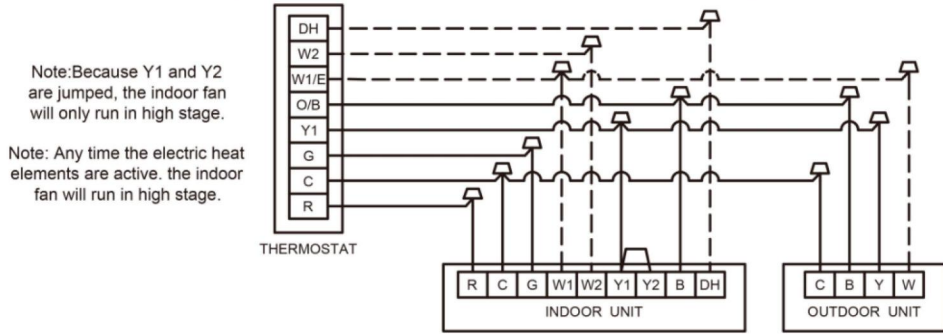 Note:Because Y1 and Y2
are jumped, the indoor fan
will only run in high stage.
Note: Any time the electric heat
elements are active. the indoor
fan will run in high stage.
DH
W2
W1/E
O/B
Y1
G
C
R
THERMOSTAT
R C G W1 W2 Y1 Y2 B DH
INDOOR UNIT
C B Y W
OUTDOOR UNIT